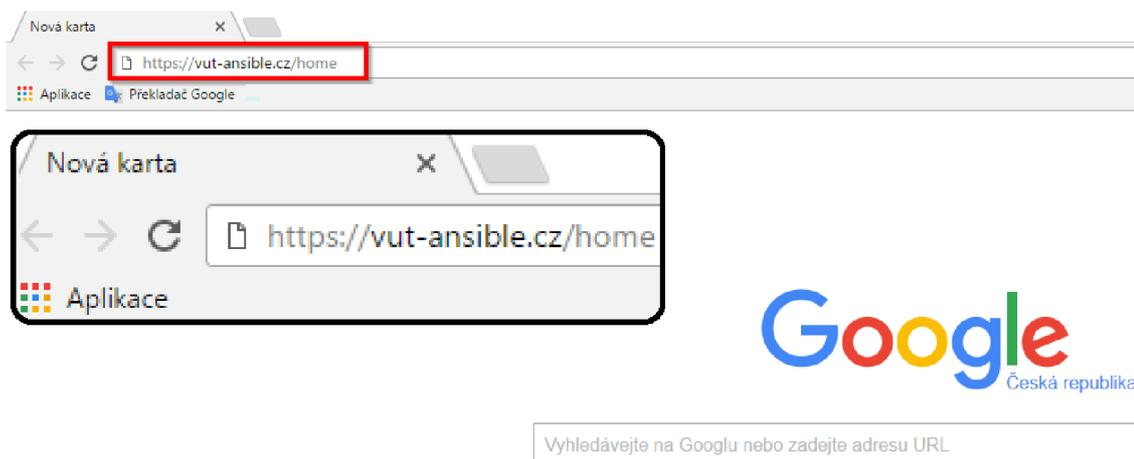 Nová karta
https://vut-ansible.cz/home
Aplikace Překladač Google
Nová karta
https://vut-ansible.cz/home
Aplikace
Google
Česká republika
Vyhledávejte na Googlu nebo zadejte adresu URL